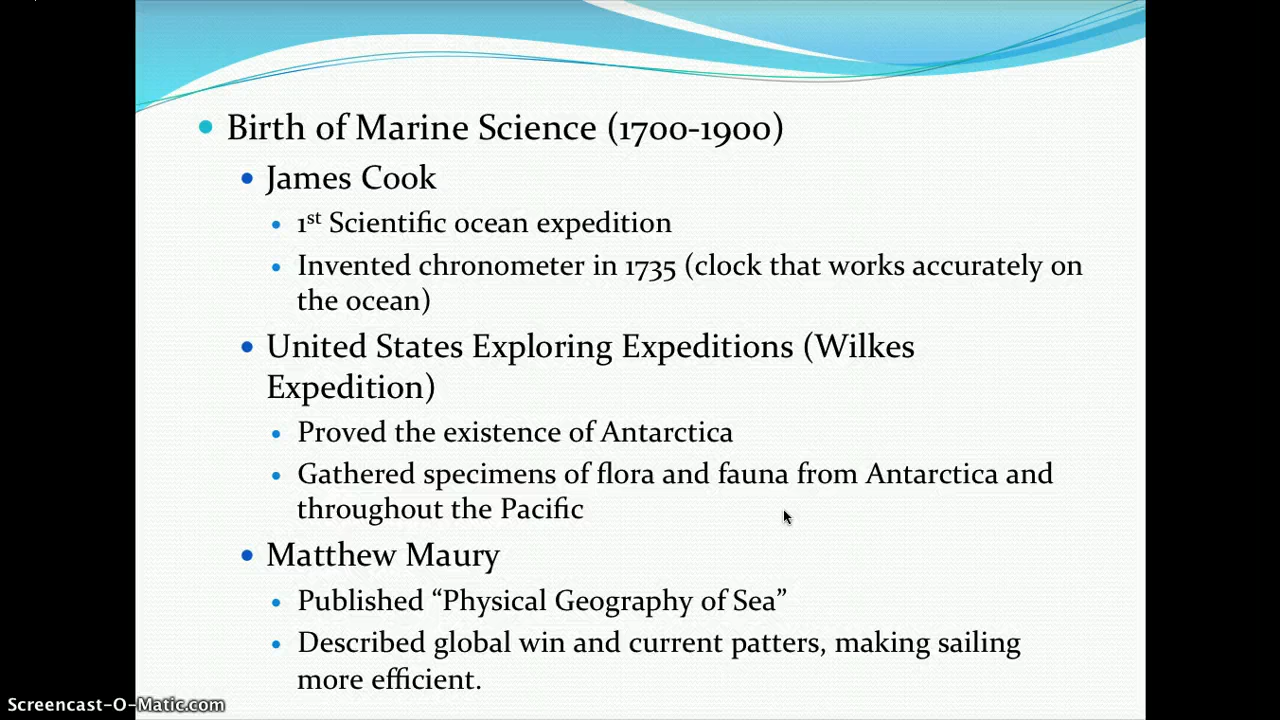 Birth of Marine Science (1700-1900)
James Cook
1st Scientific ocean expedition
Invented chronometer in 1735 (clock that works accurately on
the ocean)
United States Exploring Expeditions (Wilkes
Expedition)
Proved the existence of Antarctica
Gathered specimens of flora and fauna from Antarctica and
throughout the Pacific
Matthew Maury
Published “Physical Geography of Sea”
Described global win and current patters, making sailing
more efficient.
Screencast-O-Matic.com